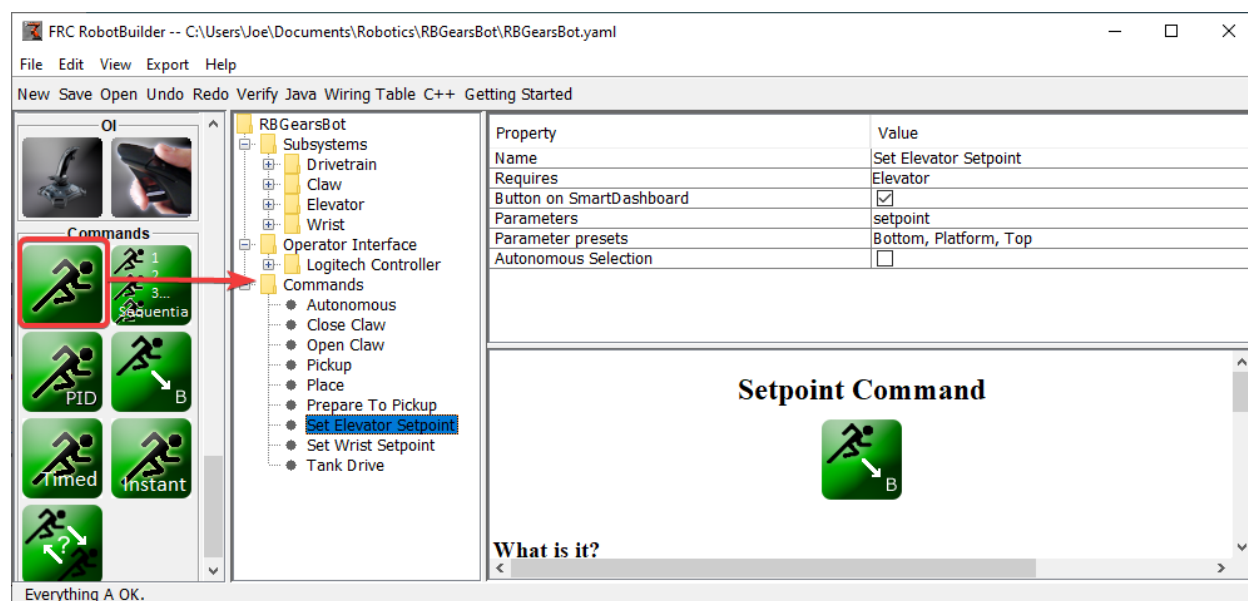 FRC RobotBuilder -- C:\Users\Joe\Documents\Robotics\RBGearsBot\RBGearsBot.yaml
File Edit View Export Help
New Save Open Undo Redo Verify Java Wiring Table C++ Getting Started
OI
Commands
1
2
3...
Sequentia
PID
B
Timed
Instant
?
RBGearsBot
Subsystems
Drivetrain
Claw
Elevator
Wrist
Operator Interface
Logitech Controller
Commands
Autonomous
Close Claw
Open Claw
Pickup
Place
Prepare To Pickup
Set Elevator Setpoint
Set Wrist Setpoint
Tank Drive
Property Value
Name Set Elevator Setpoint
Requires Elevator
Button on SmartDashboard
Parameters setpoint
Parameter presets Bottom, Platform, Top
Autonomous Selection
Setpoint Command
B
What is it?
Everything A OK.